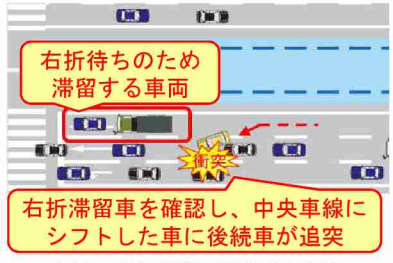 右折待ちのため
滞留する車両
衝突
右折滞留車を確認し、中央車線に
シフトした車に後続車が追突